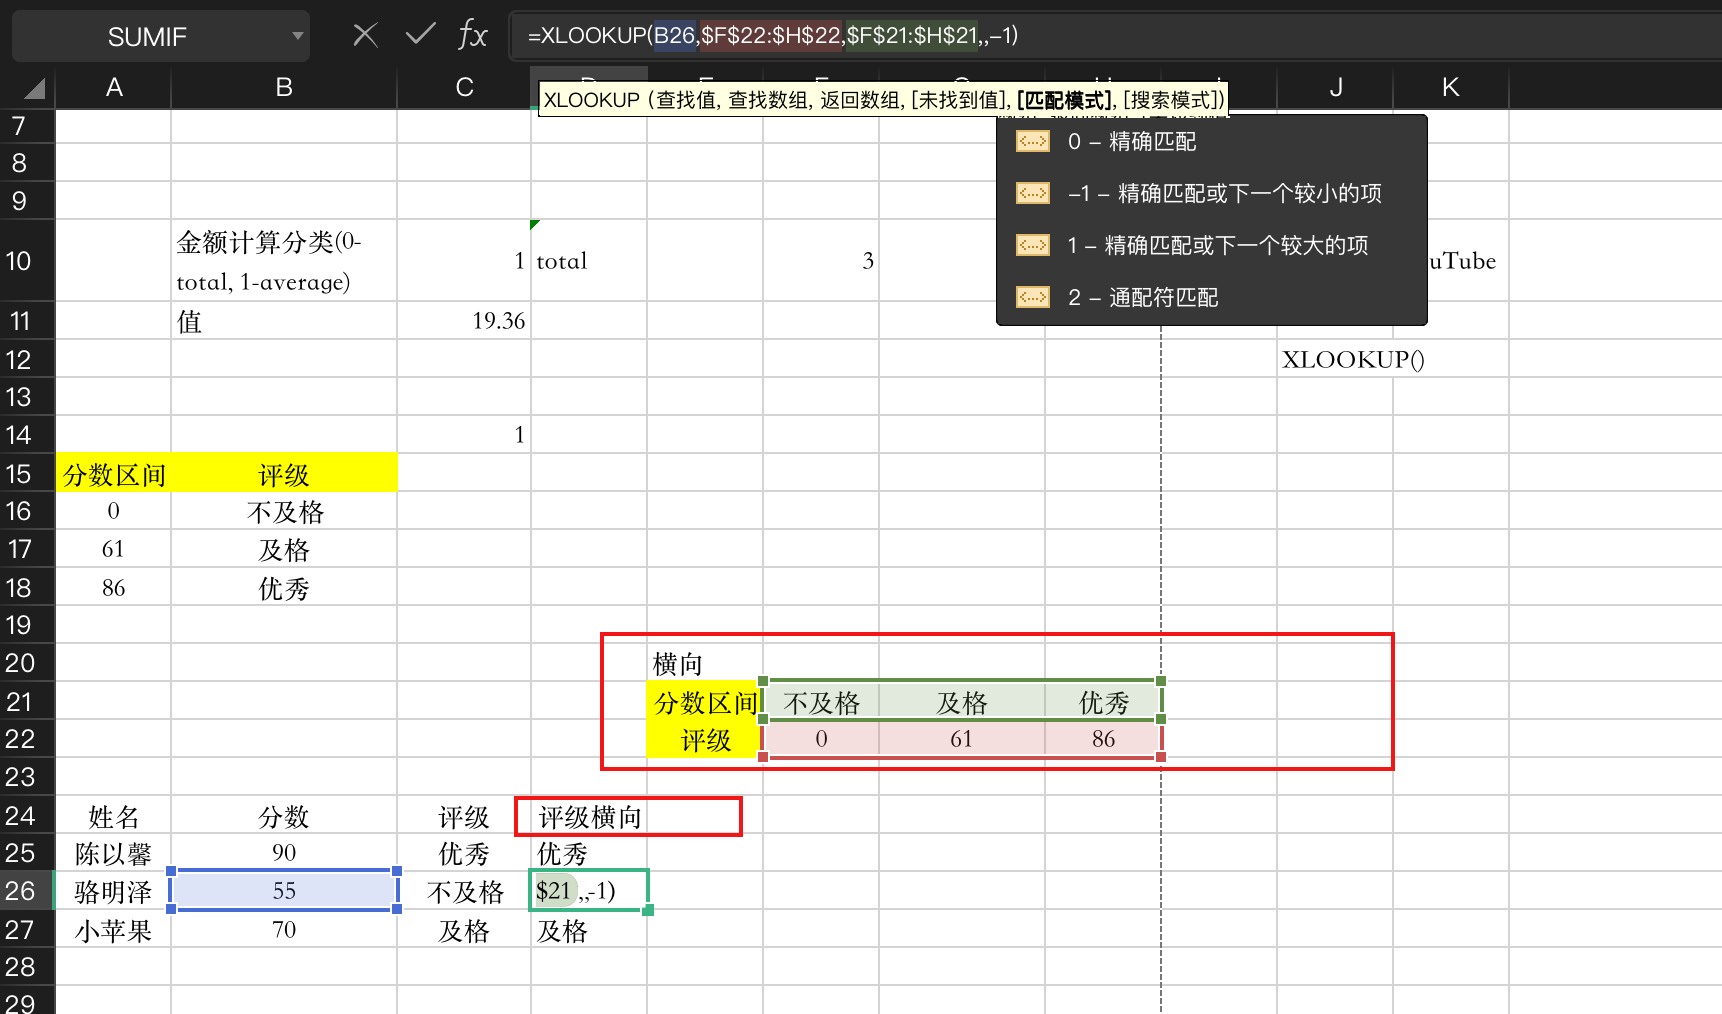 SUMIF fx =XLOOKUP(B26,$F$22:$H$22,$F$21:$H$21,,-1)
A B C J K
XLOOKUP (查找值, 查找数组, 返回数组, [未找到值], [匹配模式], [搜索模式])
0 – 精确匹配
–1 – 精确匹配或下一个较小的项
1 – 精确匹配或下一个较大的项
2 – 通配符匹配
7
8
9
10 金额计算分类(0-total, 1-average) 1 total 3 uTube
11 值 19.36
12 XLOOKUP()
13
14 1
15 分数区间 评级
16 0 不及格
17 61 及格
18 86 优秀
19
20 横向
21 分数区间 不及格 及格 优秀
22 评级 0 61 86
23
24 姓名 分数 评级 评级横向
25 陈以馨 90 优秀 优秀
26 骆明泽 55 不及格 $21,,-1)
27 小苹果 70 及格 及格
28
29